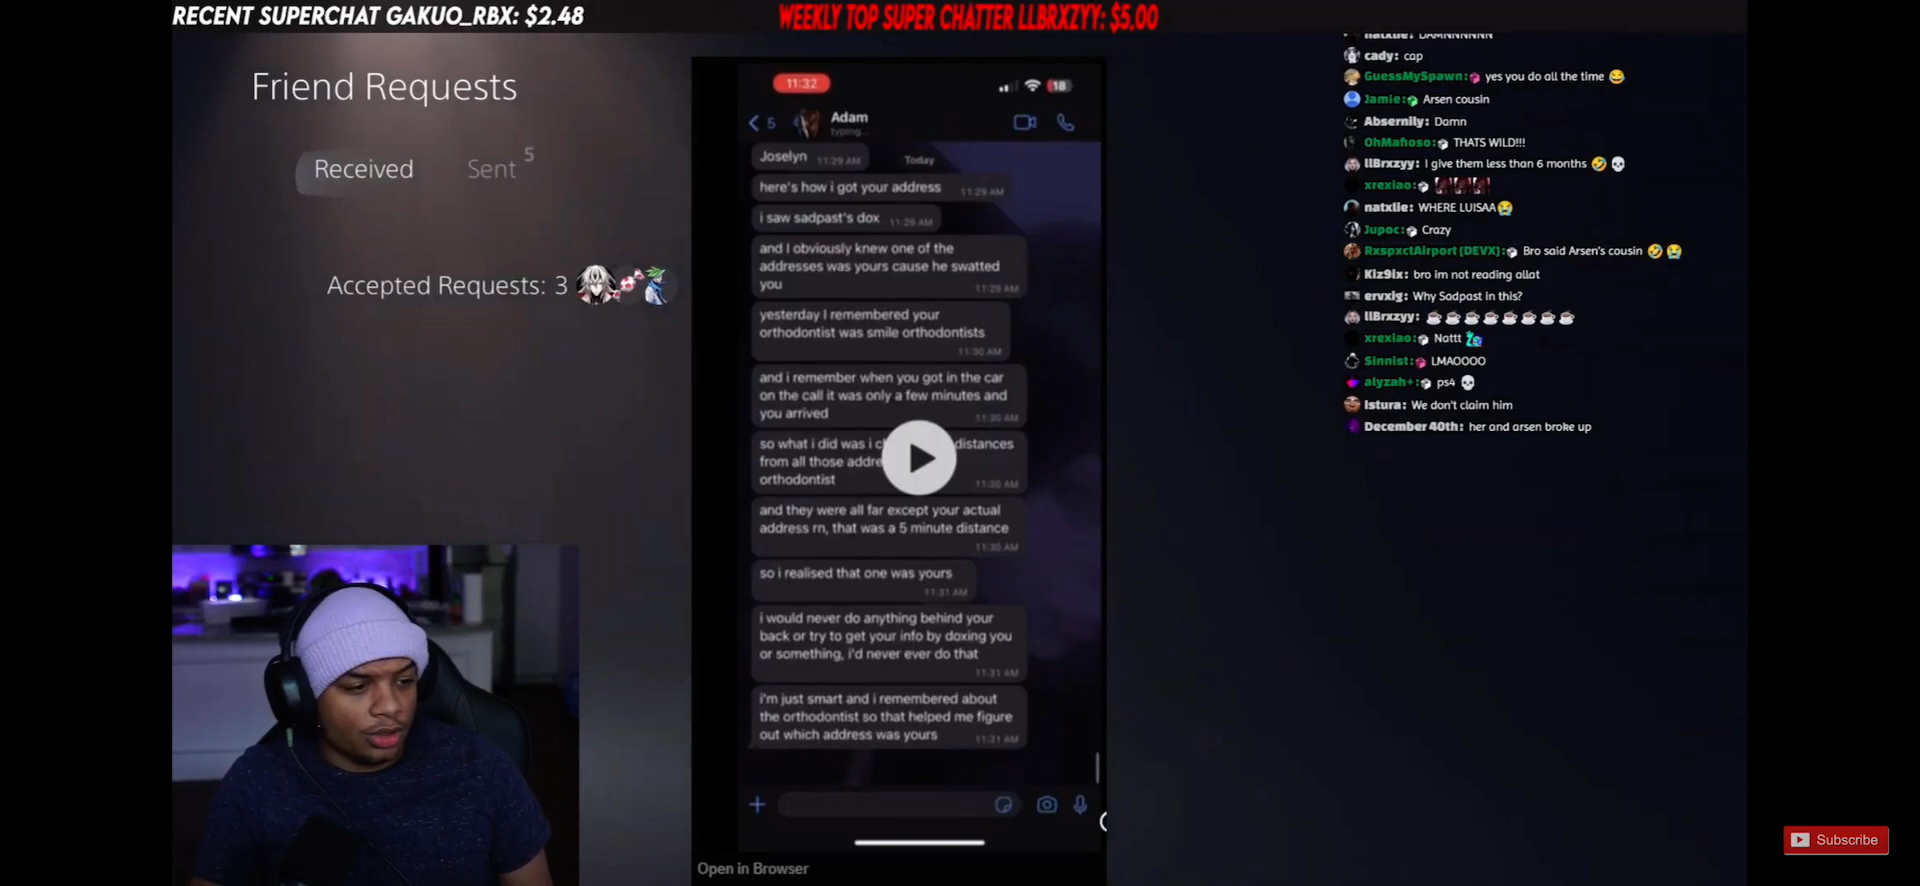 RECENT SUPERCHAT GAKUO_RBX: $2.48
WEEKLY TOP SUPER CHATTER LLBRXZYY: $5.00
Friend Requests
Received
Sent 5
Accepted Requests: 3
11:32
18
5
Adam
typing...
Today
Joselyn 11:29 AM
here's how i got your address 11:29 AM
i saw sadpast's dox 11:29 AM
and I obviously knew one of the
addresses was yours cause he swatted
you 11:29 AM
yesterday I remembered your
orthodontist was smile orthodontists
11:30 AM
and i remember when you got in the car
on the call it was only a few minutes and
you arrived 11:30 AM
so what i did was i distances
from all those
orthodontist 11:30 AM
and they were all far except your actual
address rn, that was a 5 minute distance
11:30 AM
so i realised that one was yours
11:31 AM
i would never do anything behind your
back or try to get your info by doxing you
or something, i'd never ever do that
11:31 AM
i'm just smart and i remembered about
the orthodontist so that helped me figure
out which address was yours 11:31 AM
Open in Browser
natxlie: DAMNNNNNN
cady: cap
GuessMySpawn: yes you do all the time 😂
Jamie: Arsen cousin
Absernily: Damn
OhMafioso: THATS WILD!!!
llBrxzyy: I give them less than 6 months 🤣 💀
xrexiao:
natxlie: WHERE LUISAA😭
Jupoc: Crazy
RxspxctAirport (DEVX): Bro said Arsen's cousin 🤣 😭
Kiz9ix: bro im not reading allat
ervxig: Why Sadpast in this?
llBrxzyy: ☕☕☕☕☕☕☕☕
xrexiao: Nattt
Sinnist: LMAOOOO
alyzah+: ps4 💀
Istura: We don't claim him
December 40th: her and arsen broke up
Subscribe